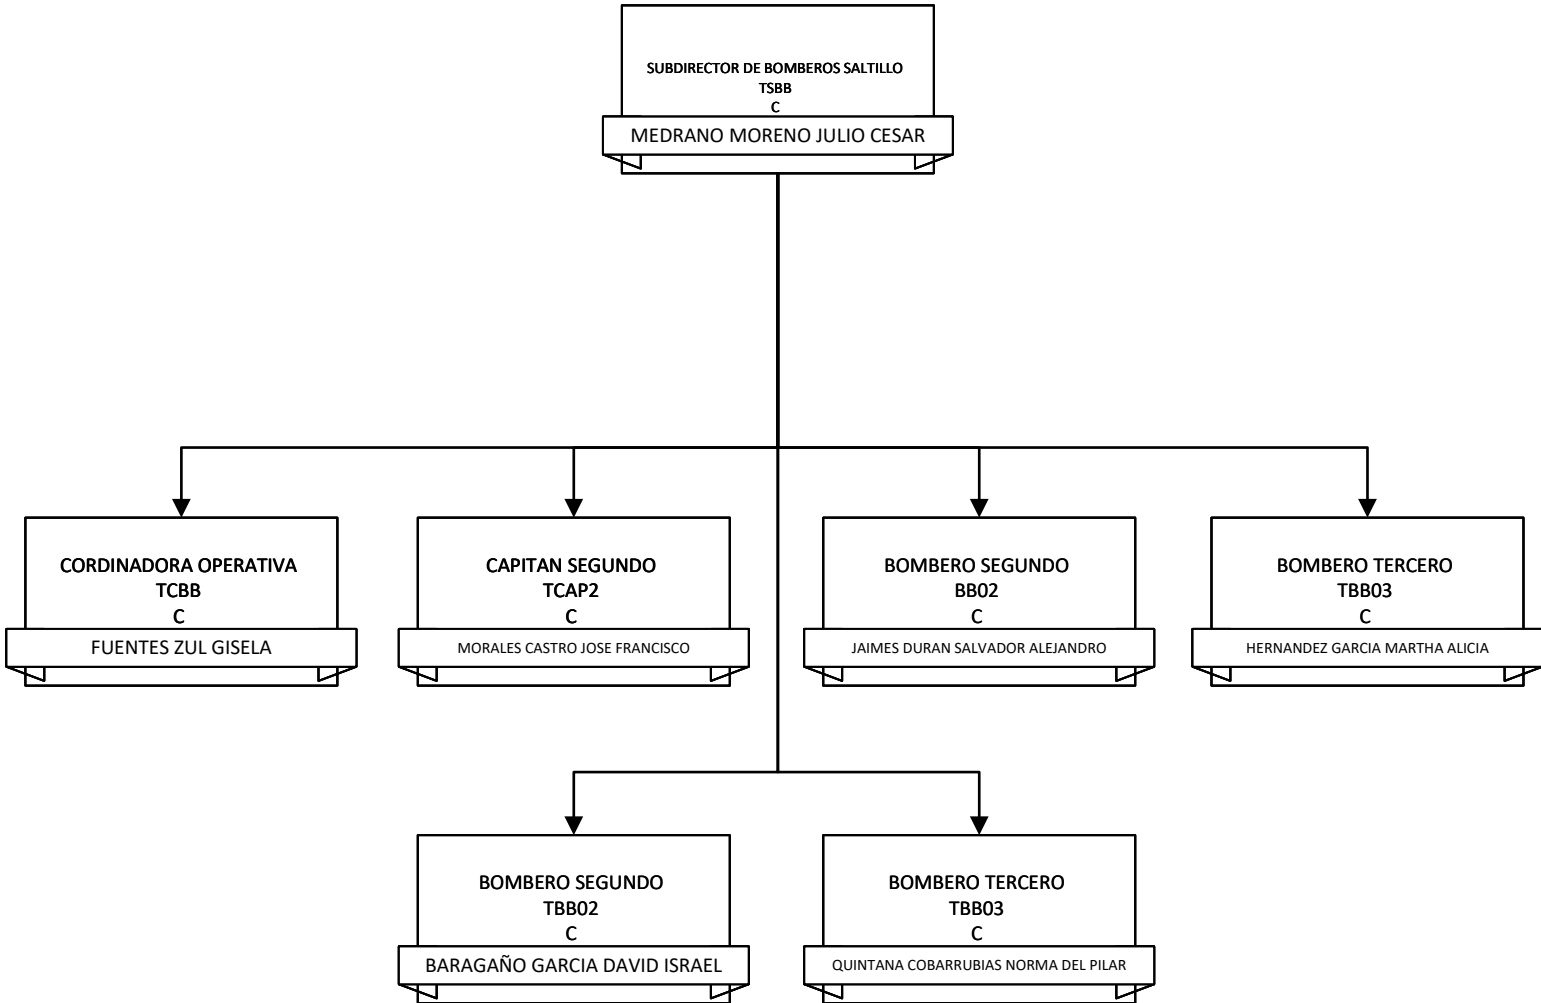 SUBDIRECTOR DE BOMBEROS SALTILLO
TSBB
C
MEDRANO MORENO JULIO CESAR
CORDINADORA OPERATIVA
TCBB
C
FUENTES ZUL GISELA
CAPITAN SEGUNDO
TCAP2
C
MORALES CASTRO JOSE FRANCISCO
BOMBERO SEGUNDO
BB02
C
JAIMES DURAN SALVADOR ALEJANDRO
BOMBERO TERCERO
TBB03
C
HERNANDEZ GARCIA MARTHA ALICIA
BOMBERO SEGUNDO
TBB02
C
BARAGAÑO GARCIA DAVID ISRAEL
BOMBERO TERCERO
TBB03
C
QUINTANA COBARRUBIAS NORMA DEL PILAR